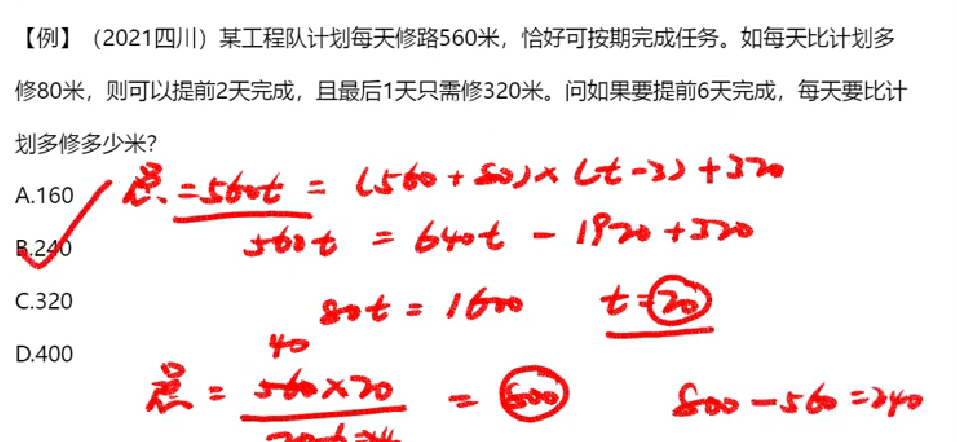 【例】（2021四川）某工程队计划每天修路560米，恰好可按期完成任务。如每天比计划多
修80米，则可以提前2天完成，且最后1天只需修320米。问如果要提前6天完成，每天要比计
划多修多少米？
总=560t = (560+80)×(t-3)+320
A.160
560t = 640t - 1920+320
B.240
C.320
80t = 1600 t=20
D.400
40
总= 560×20 = 800 800-560=240